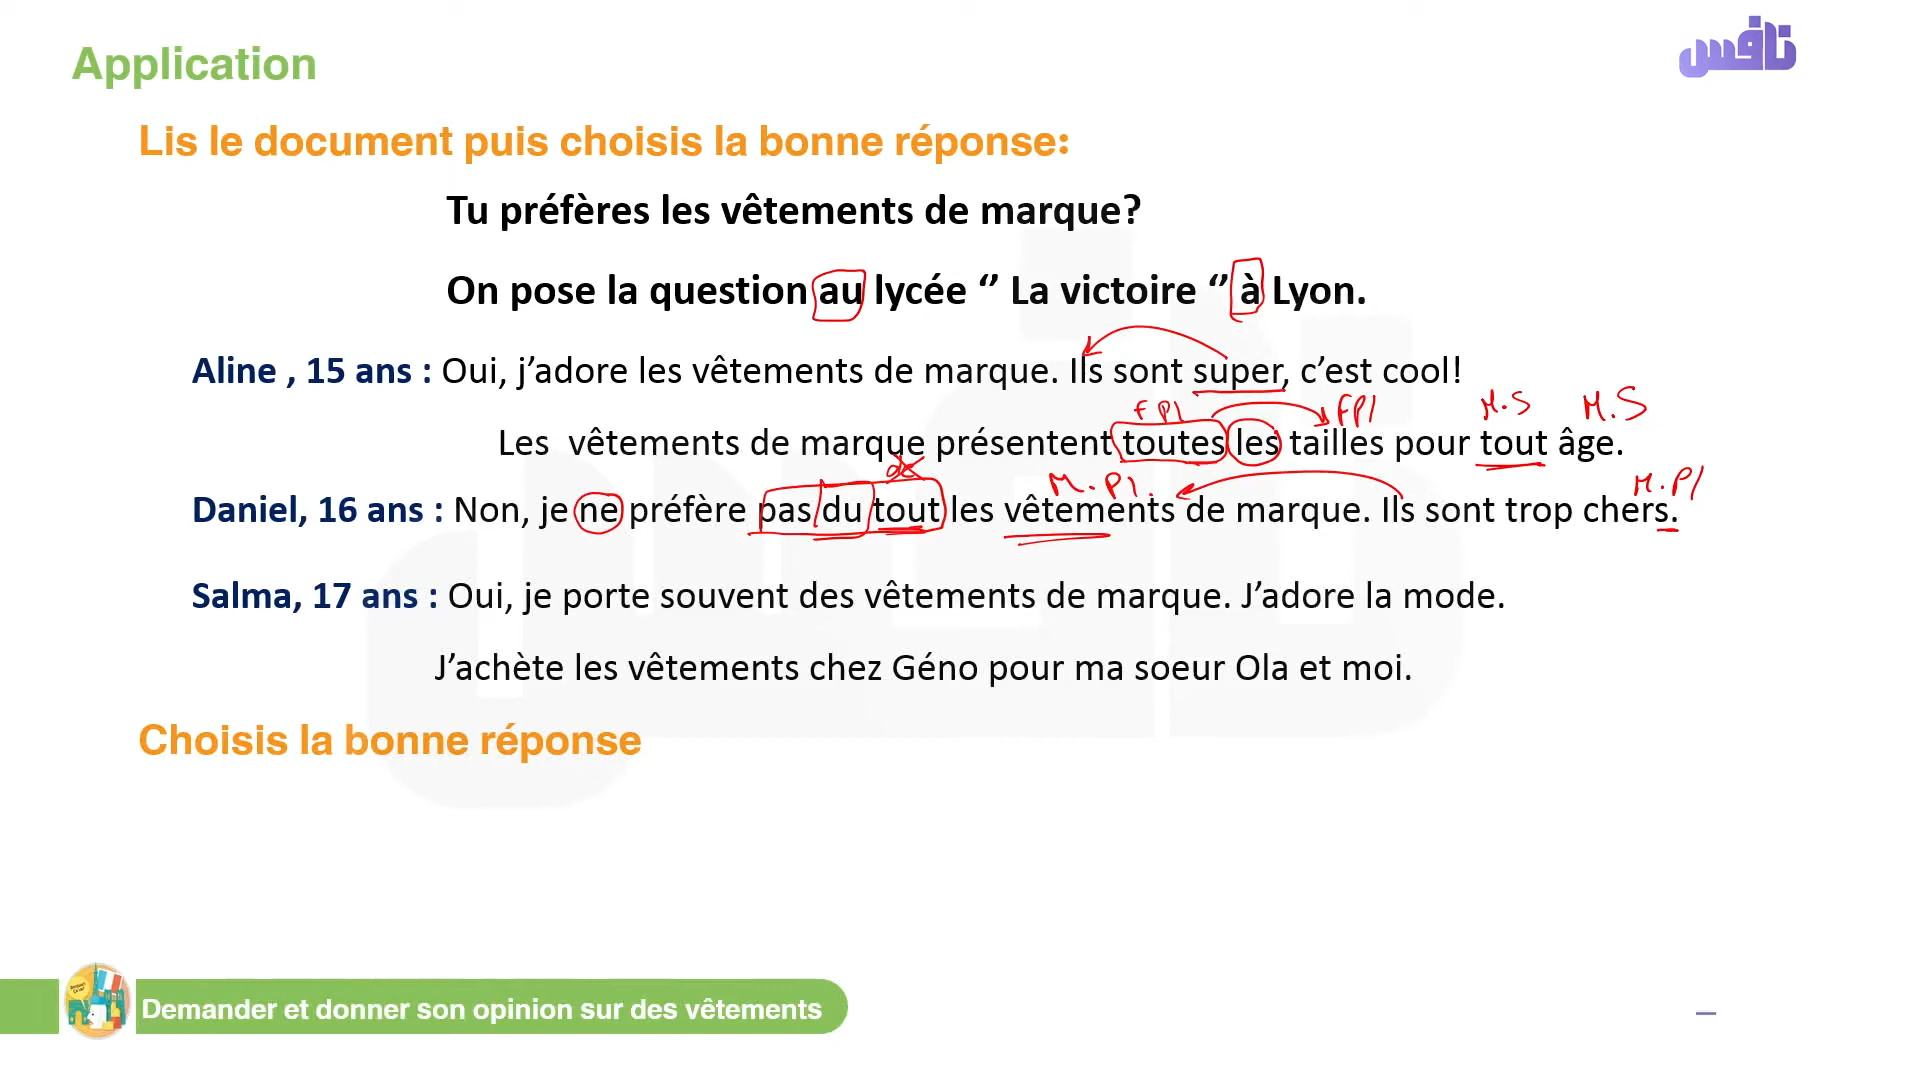 Application
نافس
Lis le document puis choisis la bonne réponse:
Tu préfères les vêtements de marque?
On pose la question au lycée ‘’ La victoire ‘’ à Lyon.
Aline , 15 ans : Oui, j’adore les vêtements de marque. Ils sont super, c’est cool!
F Pl FPl M.S M.S
Les vêtements de marque présentent toutes les tailles pour tout âge.
de M.Pl. M.Pl
Daniel, 16 ans : Non, je ne préfère pas du tout les vêtements de marque. Ils sont trop chers.
Salma, 17 ans : Oui, je porte souvent des vêtements de marque. J’adore la mode.
J’achète les vêtements chez Géno pour ma soeur Ola et moi.
Choisis la bonne réponse
Demander et donner son opinion sur des vêtements